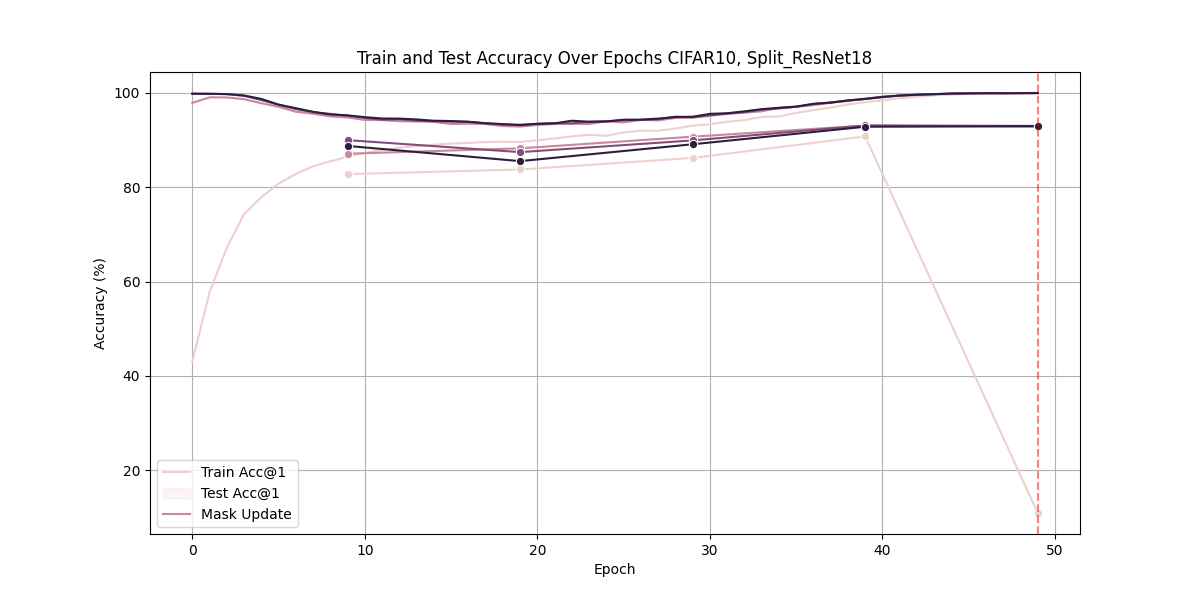 Train and Test Accuracy Over Epochs CIFAR10, Split_ResNet18
Accuracy (%)
100
80
60
40
20
Train Acc@1
Test Acc@1
Mask Update
0 10 20 30 40 50
Epoch